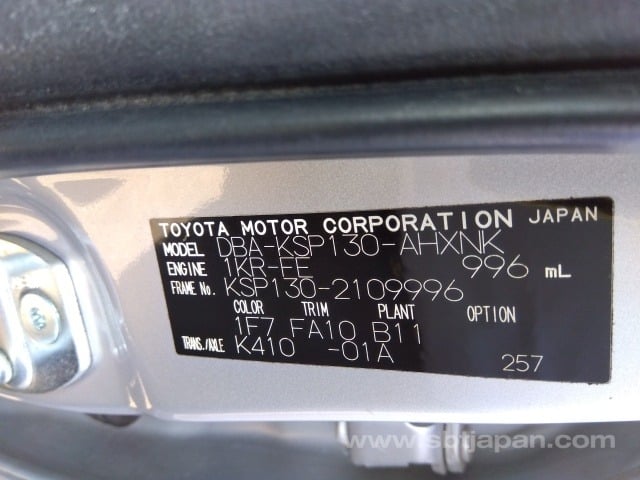 TOYOTA MOTOR CORPORATION JAPAN
MODEL DBA-KSP130-AHXNK
ENGINE 1KR-FE 996 mL
FRAME No. KSP130-2109996
COLOR TRIM PLANT OPTION
1F7 FA10 B11
TRANS./AXLE K410 -01A
257
www.sbtjapan.com